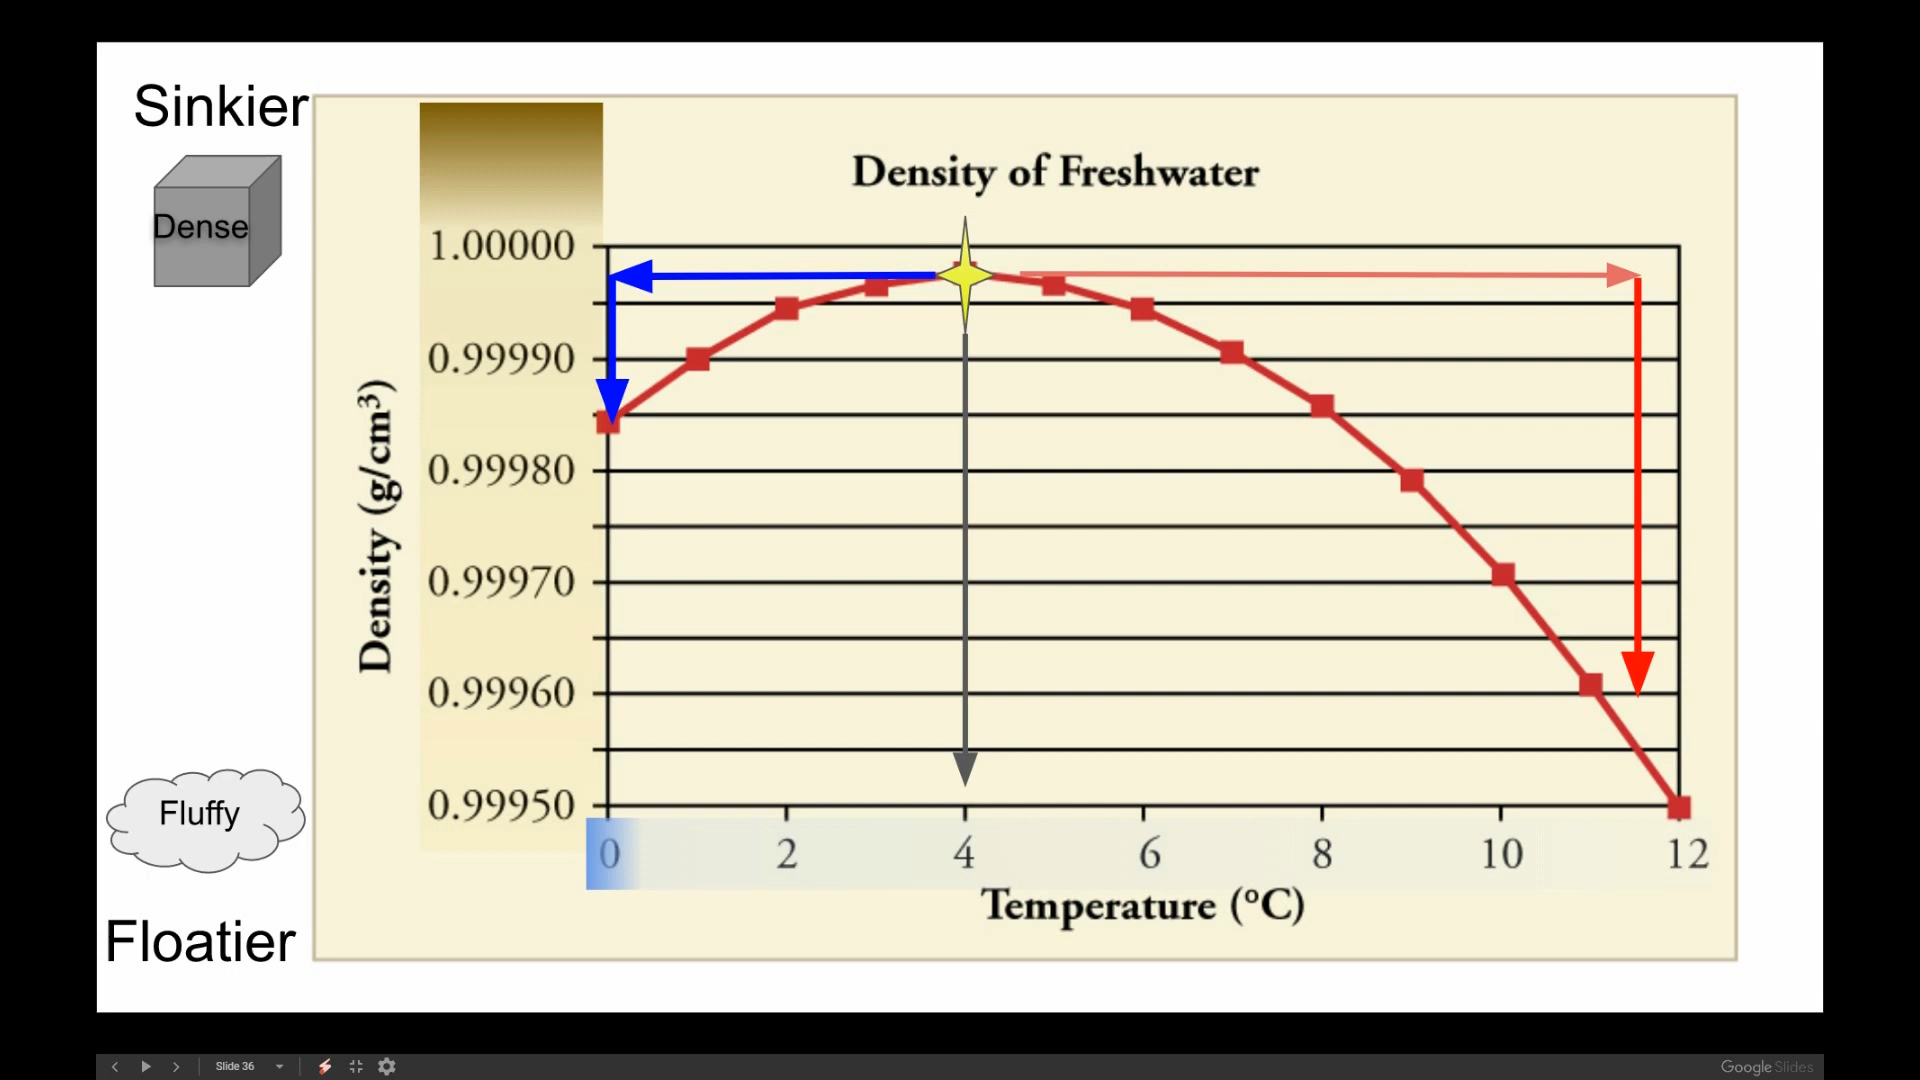 Sinkier
Dense
Density of Freshwater
1.00000
0.99990
0.99980
0.99970
0.99960
0.99950
Density (g/cm³)
0 2 4 6 8 10 12
Temperature (°C)
Fluffy
Floatier
Slide 36
Google Slides